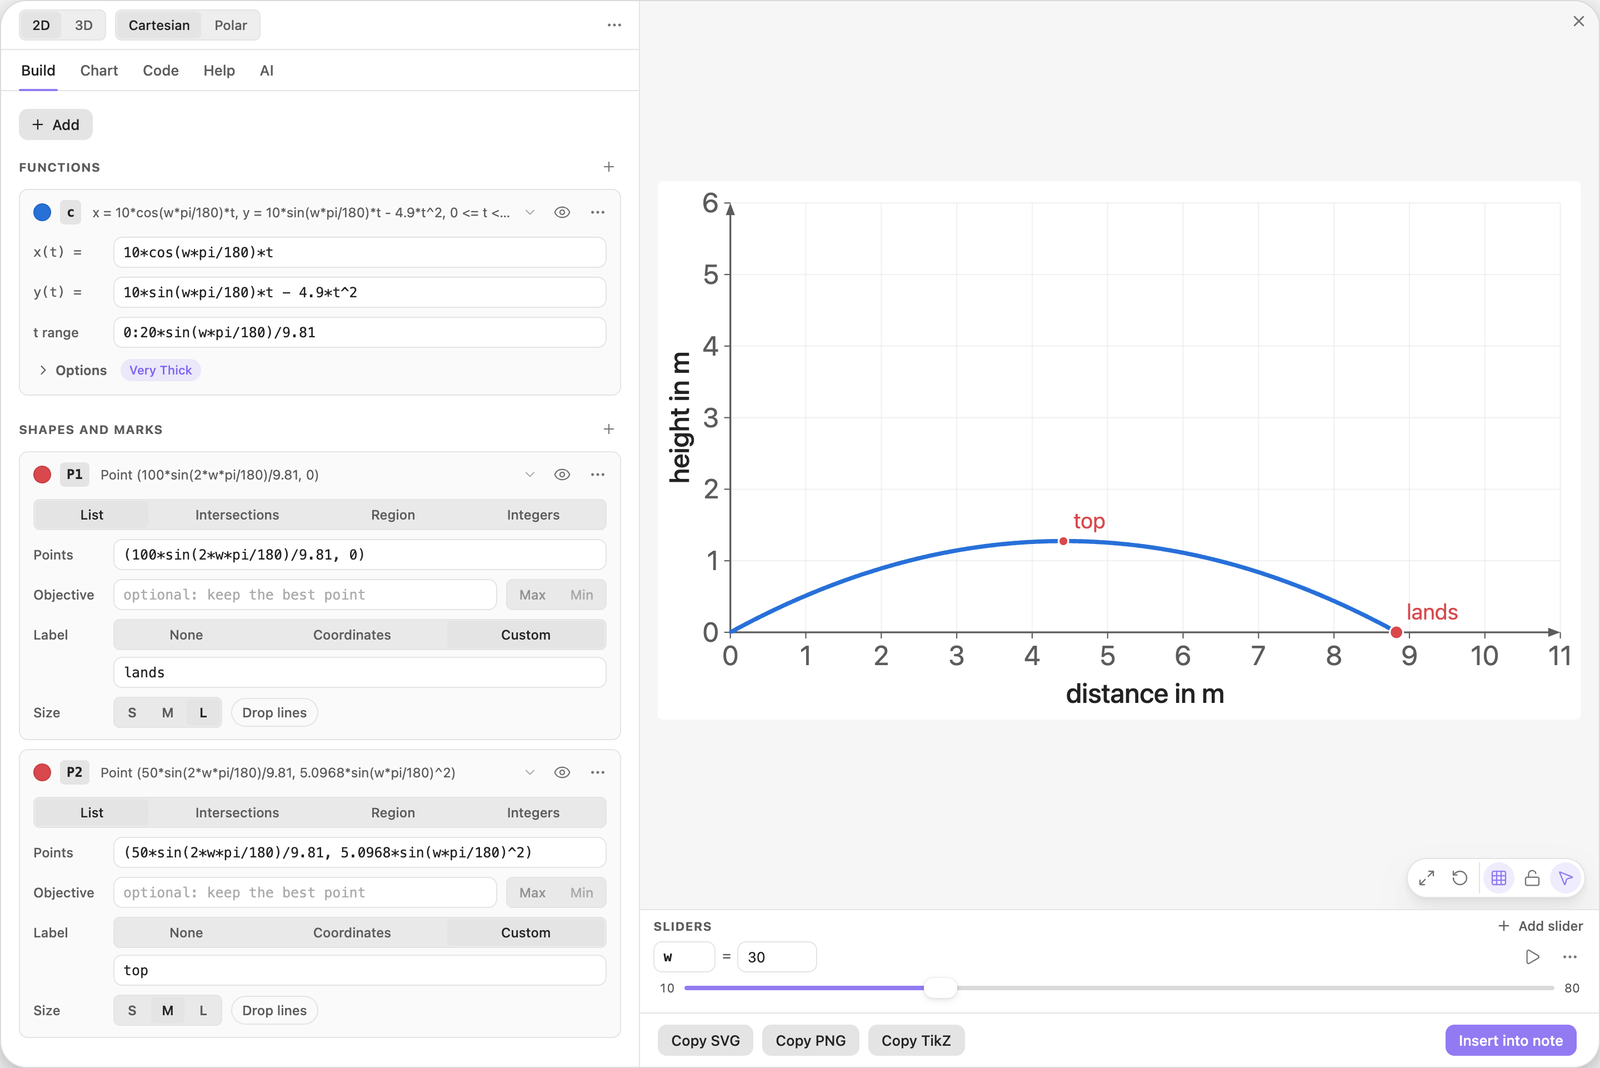 2D 3D Cartesian Polar
Build Chart Code Help AI
+ Add
FUNCTIONS
c x = 10*cos(w*pi/180)*t, y = 10*sin(w*pi/180)*t - 4.9*t^2, 0 <= t <...
x(t) = 10*cos(w*pi/180)*t
y(t) = 10*sin(w*pi/180)*t − 4.9*t^2
t range 0:20*sin(w*pi/180)/9.81
Options Very Thick
SHAPES AND MARKS
P1 Point (100*sin(2*w*pi/180)/9.81, 0)
List Intersections Region Integers
Points (100*sin(2*w*pi/180)/9.81, 0)
Objective optional: keep the best point Max Min
Label None Coordinates Custom
lands
Size S M L Drop lines
P2 Point (50*sin(2*w*pi/180)/9.81, 5.0968*sin(w*pi/180)^2)
List Intersections Region Integers
Points (50*sin(2*w*pi/180)/9.81, 5.0968*sin(w*pi/180)^2)
Objective optional: keep the best point Max Min
Label None Coordinates Custom
top
Size S M L Drop lines
height in m
6
5
4
3
2
1
0
top
lands
0 1 2 3 4 5 6 7 8 9 10 11
distance in m
SLIDERS + Add slider
w = 30
10 80
Copy SVG Copy PNG Copy TikZ Insert into note